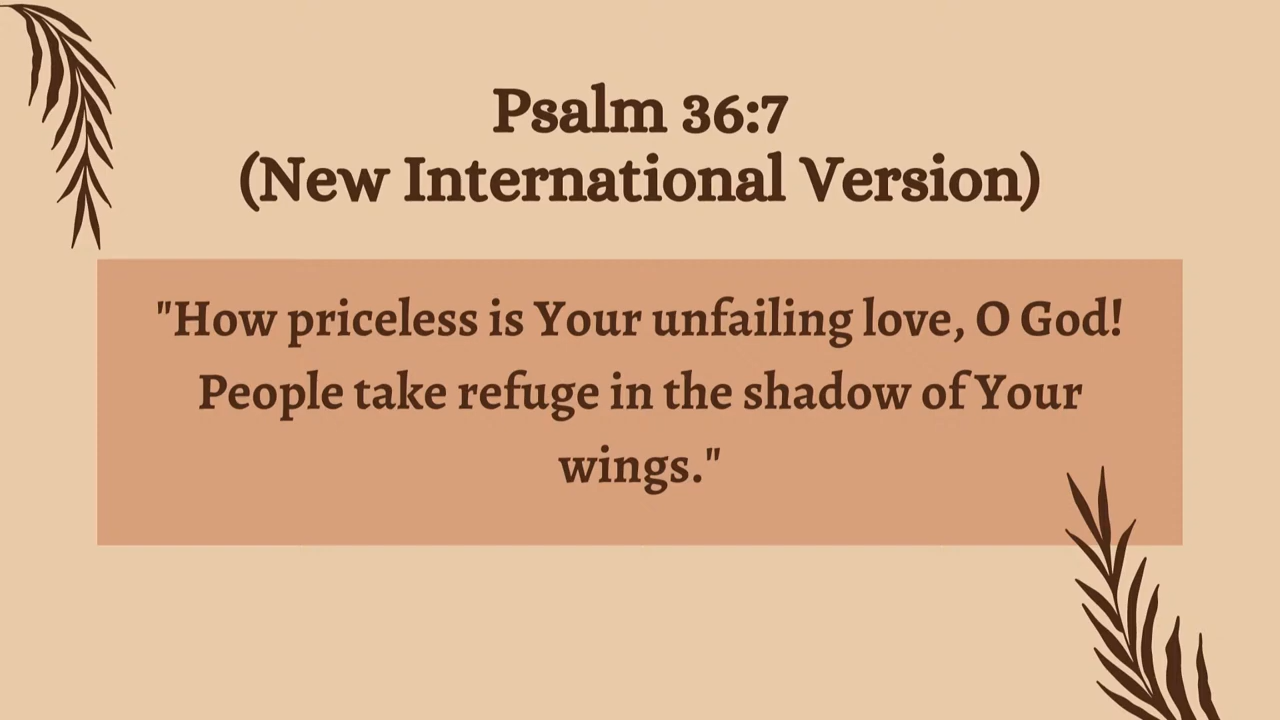 Psalm 36:7
(New International Version)
"How priceless is Your unfailing love, O God!
People take refuge in the shadow of Your
wings."